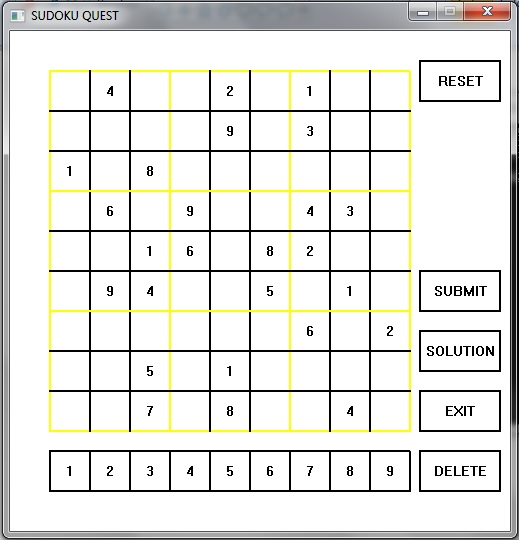 SUDOKU QUEST
4 2 1
RESET
9 3
1 8
6 9 4 3
1 6 8 2
9 4 5 1
SUBMIT
6 2
SOLUTION
5 1
7 8 4
EXIT
1 2 3 4 5 6 7 8 9
DELETE